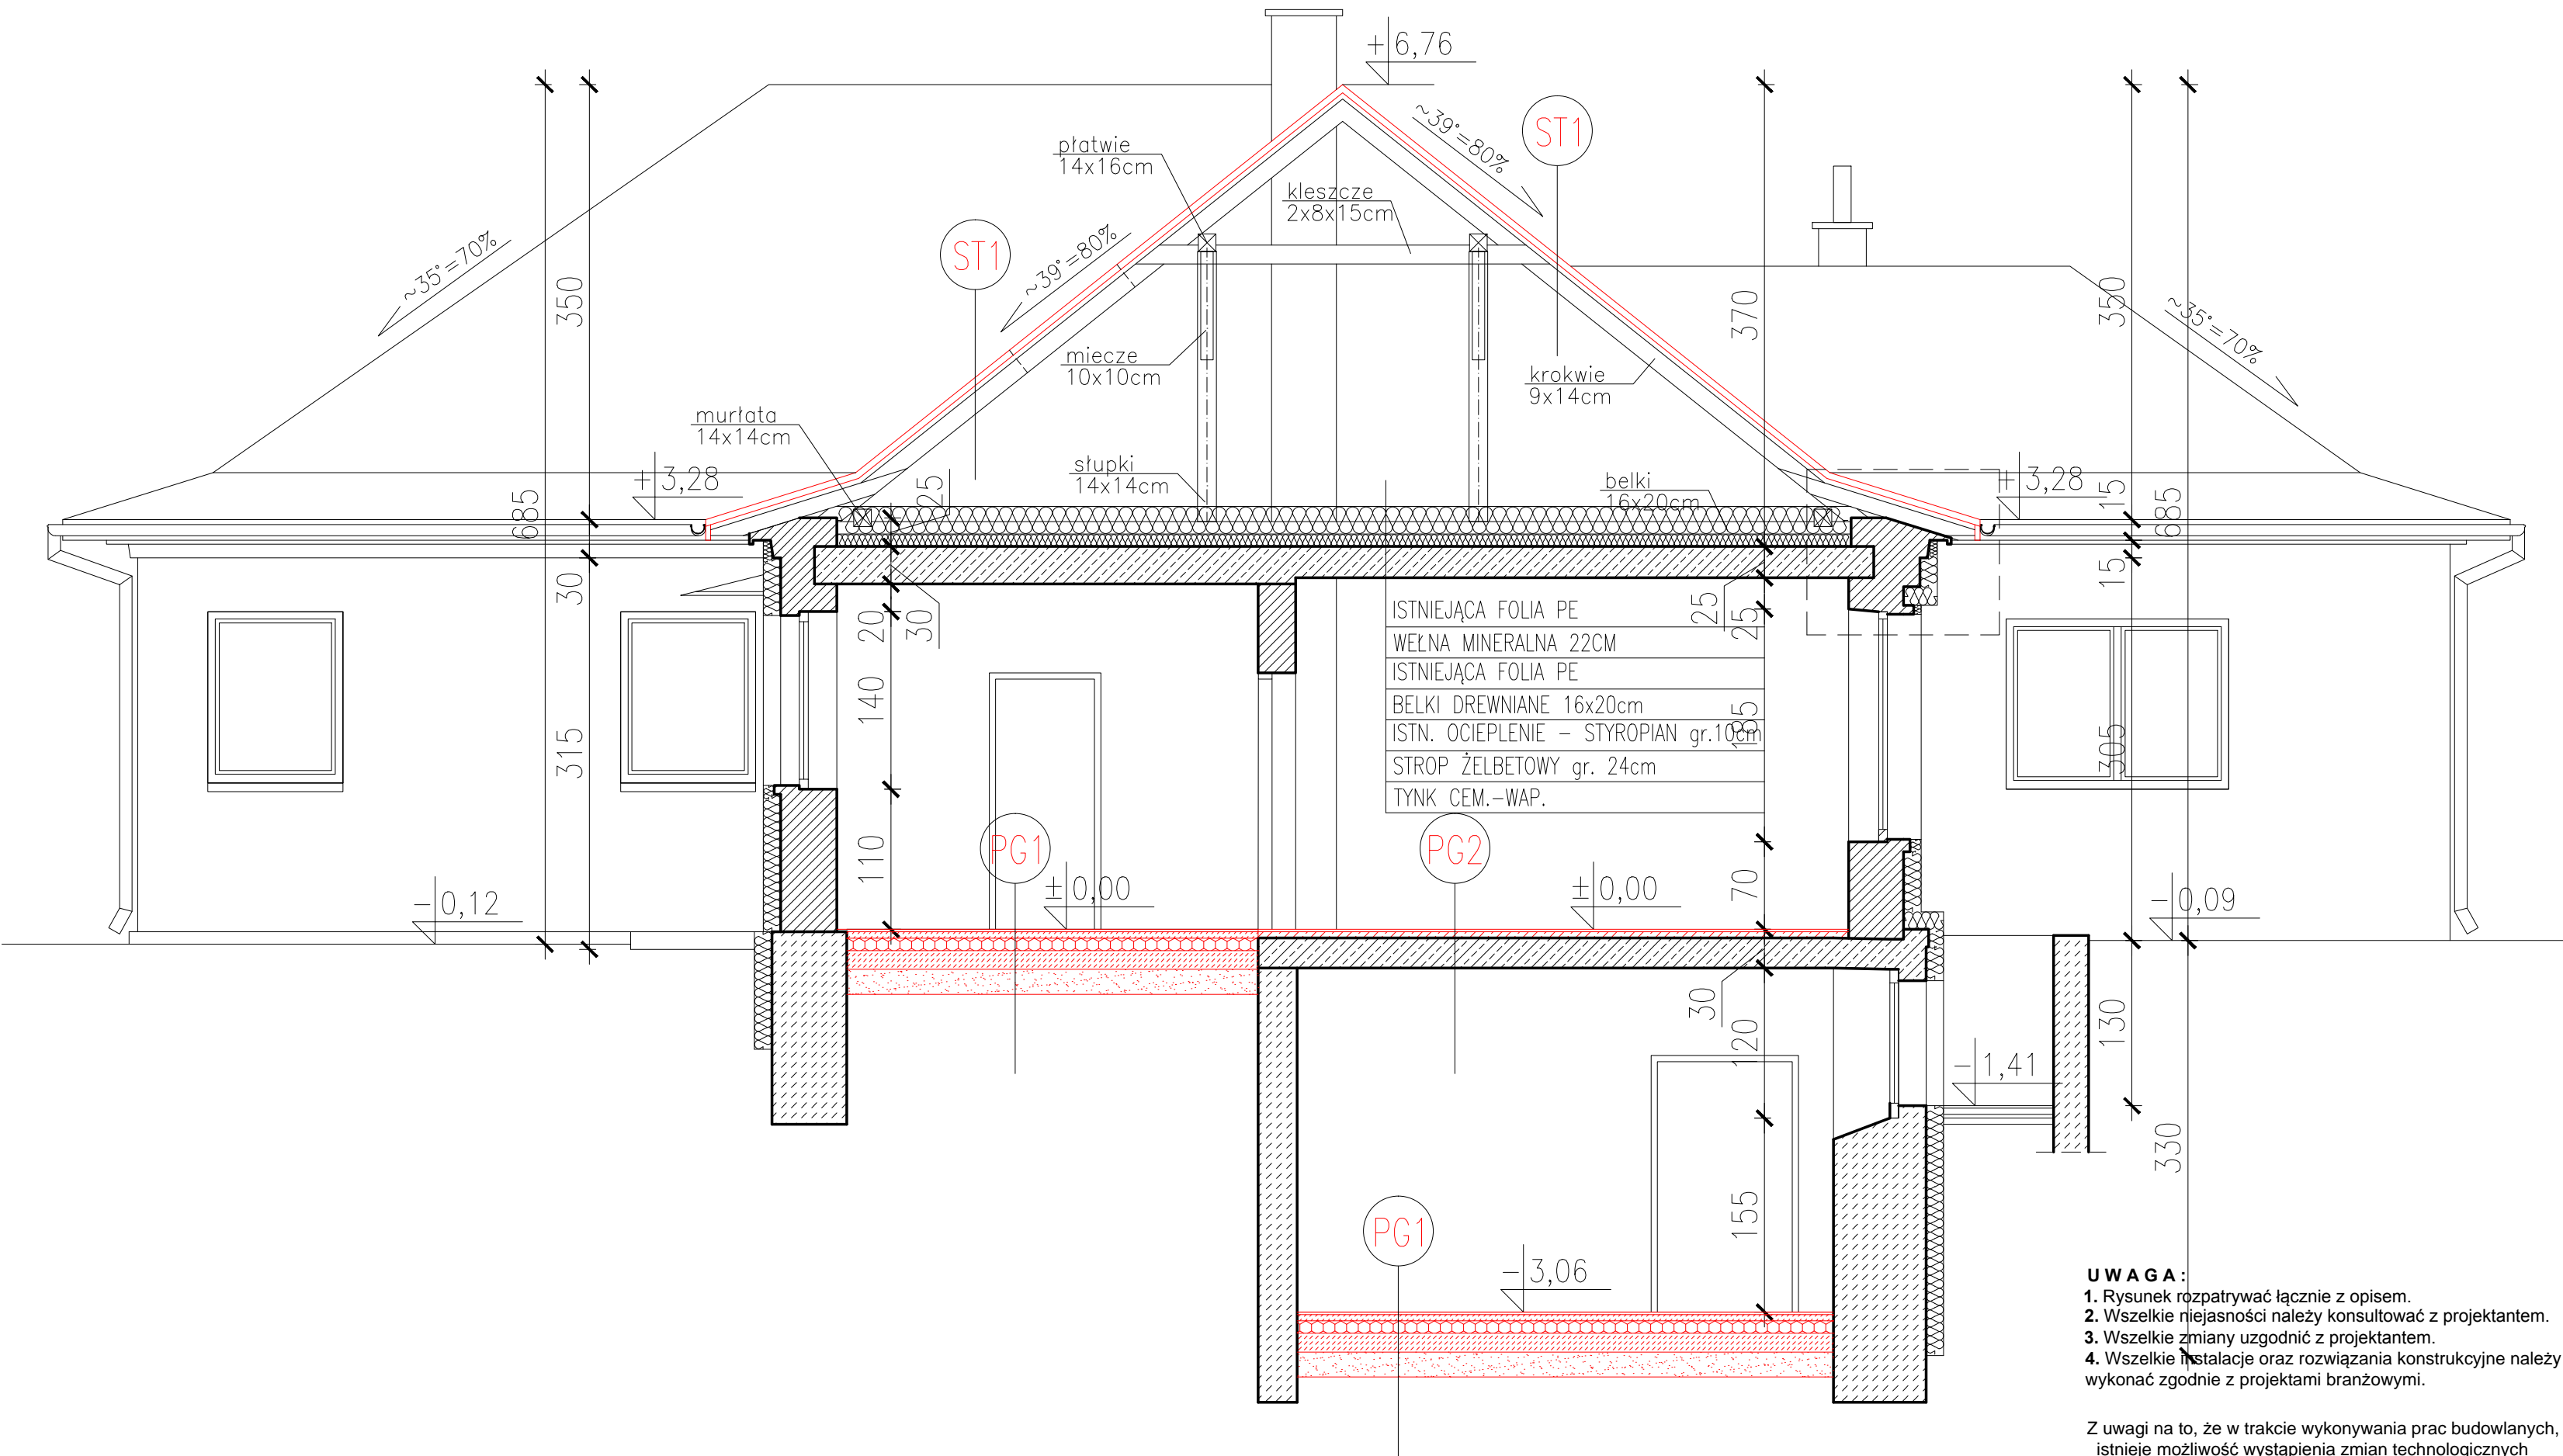 +6,76
~39°=80%
ST1
płatwie
14x16cm
kleszcze
2x8x15cm
~35°=70%
ST1
~39°=80%
350
370
350
~35°=70%
miecze
10x10cm
krokwie
9x14cm
murłata
14x14cm
słupki
14x14cm
belki
16x20cm
+3,28
25
+3,28
15
685
685
30
20
30
25
25
15
ISTNIEJĄCA FOLIA PE
WEŁNA MINERALNA 22CM
ISTNIEJĄCA FOLIA PE
BELKI DREWNIANE 16x20cm
ISTN. OCIEPLENIE – STYROPIAN gr.10cm
STROP ŻELBETOWY gr. 24cm
TYNK CEM.–WAP.
315
140
185
305
110
PG1
PG2
70
-0,12
±0,00
±0,00
-0,09
30
120
130
-1,41
330
155
PG1
-3,06
U W A G A :
1. Rysunek rozpatrywać łącznie z opisem.
2. Wszelkie niejasności należy konsultować z projektantem.
3. Wszelkie zmiany uzgodnić z projektantem.
4. Wszelkie instalacje oraz rozwiązania konstrukcyjne należy
wykonać zgodnie z projektami branżowymi.
Z uwagi na to, że w trakcie wykonywania prac budowlanych,
istnieje możliwość wystąpienia zmian technologicznych